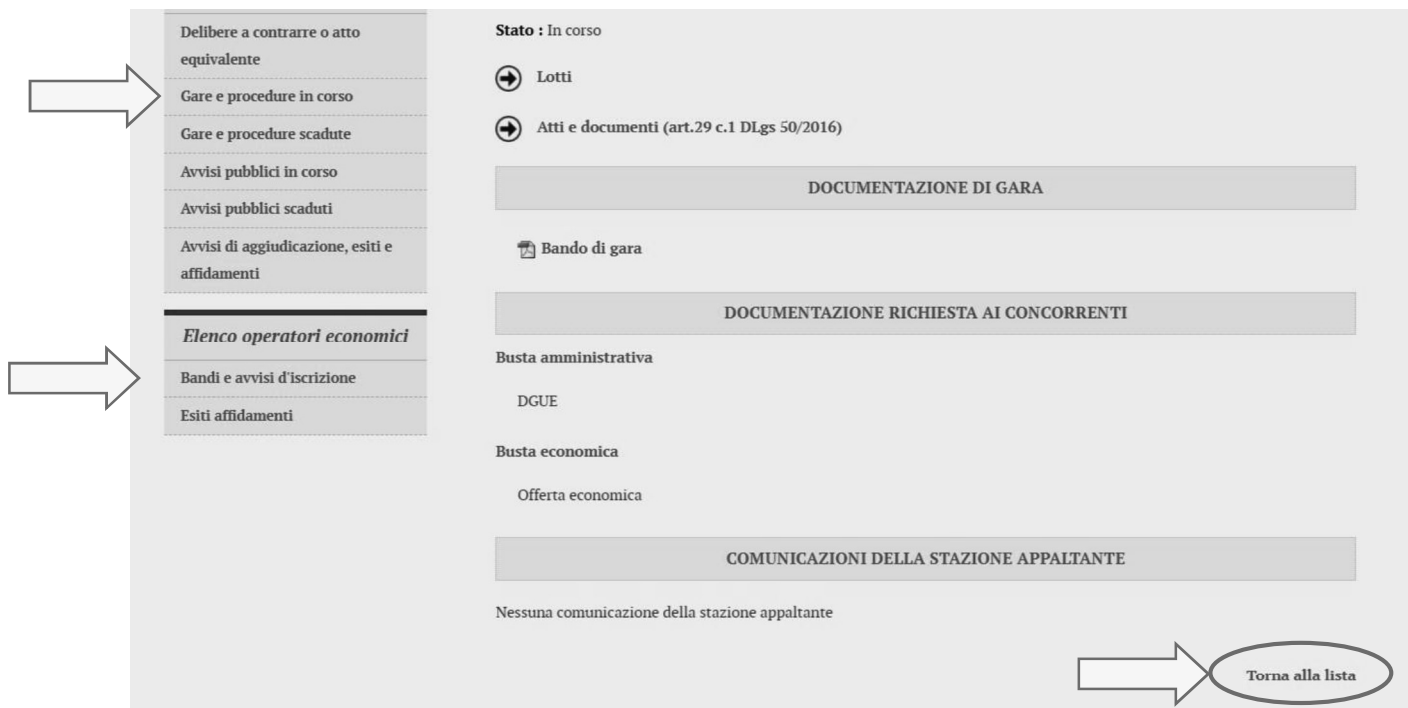 Delibere a contrarre o atto
equivalente
Gare e procedure in corso
Gare e procedure scadute
Avvisi pubblici in corso
Avvisi pubblici scaduti
Avvisi di aggiudicazione, esiti e
affidamenti
Elenco operatori economici
Bandi e avvisi d'iscrizione
Esiti affidamenti
Stato : In corso
Lotti
Atti e documenti (art.29 c.1 DLgs 50/2016)
DOCUMENTAZIONE DI GARA
Bando di gara
DOCUMENTAZIONE RICHIESTA AI CONCORRENTI
Busta amministrativa
DGUE
Busta economica
Offerta economica
COMUNICAZIONI DELLA STAZIONE APPALTANTE
Nessuna comunicazione della stazione appaltante
Torna alla lista